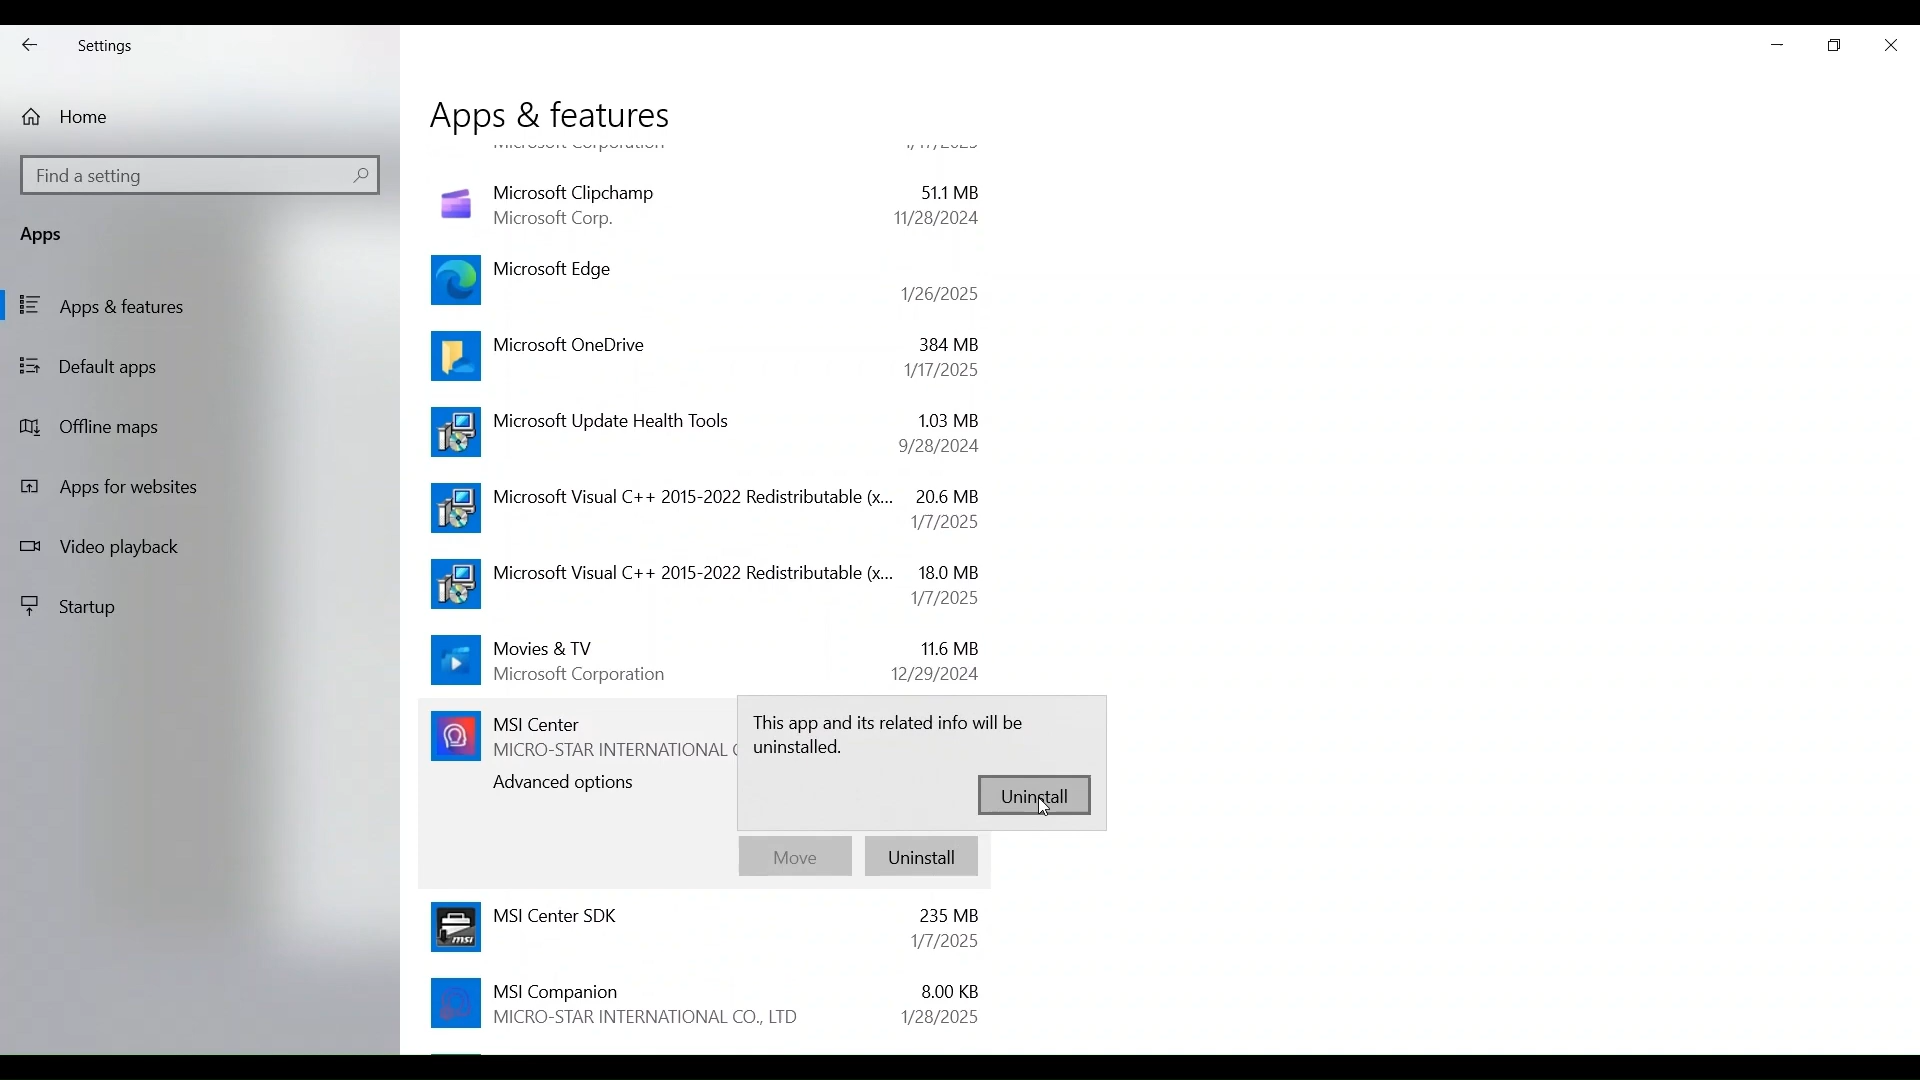 Settings
Home
Find a setting
Apps
Apps & features
Default apps
Offline maps
Apps for websites
Video playback
Startup
Apps & features
Microsoft Clipchamp 51.1 MB
Microsoft Corp. 11/28/2024
Microsoft Edge
1/26/2025
Microsoft OneDrive 384 MB
1/17/2025
Microsoft Update Health Tools 1.03 MB
9/28/2024
Microsoft Visual C++ 2015-2022 Redistributable (x... 20.6 MB
1/7/2025
Microsoft Visual C++ 2015-2022 Redistributable (x... 18.0 MB
1/7/2025
Movies & TV 11.6 MB
Microsoft Corporation 12/29/2024
MSI Center
MICRO-STAR INTERNATIONAL
Advanced options
This app and its related info will be
uninstalled.
Uninstall
Move Uninstall
MSI Center SDK 235 MB
msi
1/7/2025
MSI Companion 8.00 KB
MICRO-STAR INTERNATIONAL CO., LTD 1/28/2025